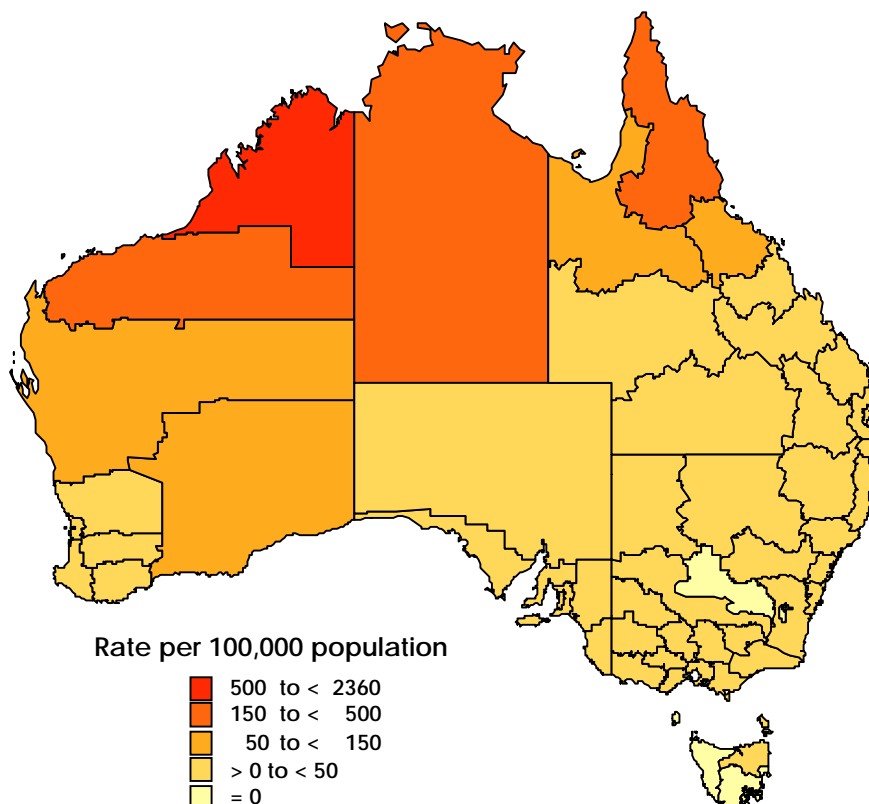 Rate per 100,000 population
500 to < 2360
150 to < 500
50 to < 150
> 0 to < 50
= 0